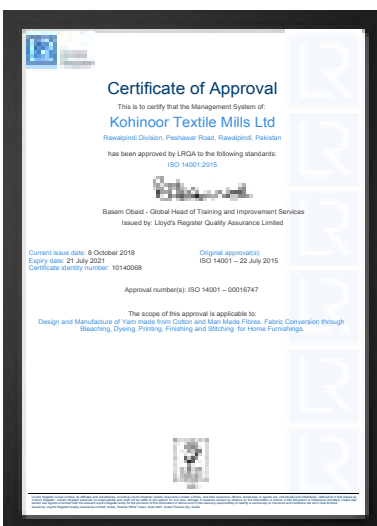 Certificate of Approval
This is to certify that the Management System of:
Kohinoor Textile Mills Ltd
Rawalpindi Division, Peshawar Road, Rawalpindi, Pakistan
has been approved by LRQA to the following standards:
ISO 14001:2015
Basem Obaid - Global Head of Training and Improvement Services
Issued by: Lloyd's Register Quality Assurance Limited
Current issue date: 8 October 2018
Expiry date: 21 July 2021
Certificate identity number: 10140068
Original approval(s):
ISO 14001 – 22 July 2015
Approval number(s): ISO 14001 – 00016747
The scope of this approval is applicable to:
Design and Manufacture of Yarn made from Cotton and Man Made Fibres. Fabric Conversion through
Bleaching, Dyeing, Printing, Finishing and Stitching for Home Furnishings.